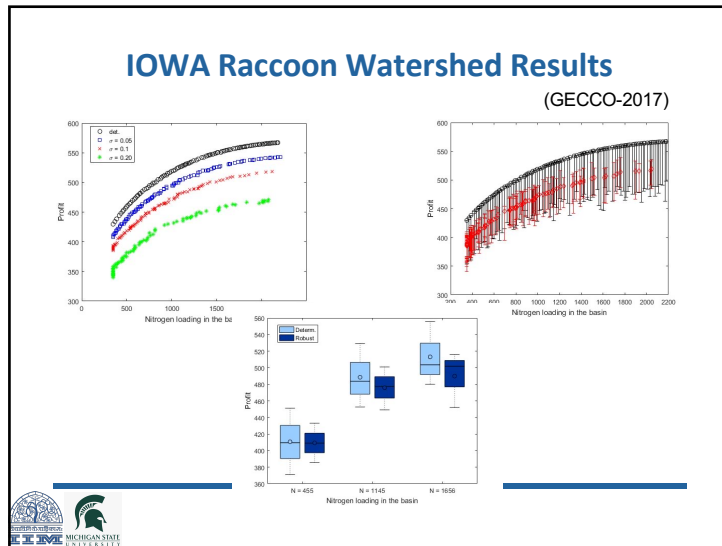 IOWA Raccoon Watershed Results
(GECCO-2017)
600
550
500
450
400
350
300
Profit
det.
σ = 0.05
σ = 0.1
σ = 0.20
0
500
1000
1500
Nitrogen loading in the ba
600
550
500
450
400
350
300
Profit
200
400
600
800
1000
1200
1400
1600
1800
2000
2200
Nitrogen loading in the basin
560
540
520
500
480
460
440
420
400
380
360
Profit
Determ.
Robust
N = 455
N = 1145
N = 1656
Nitrogen loading in the basin
IIM
MICHIGAN STATE
UNIVERSITY